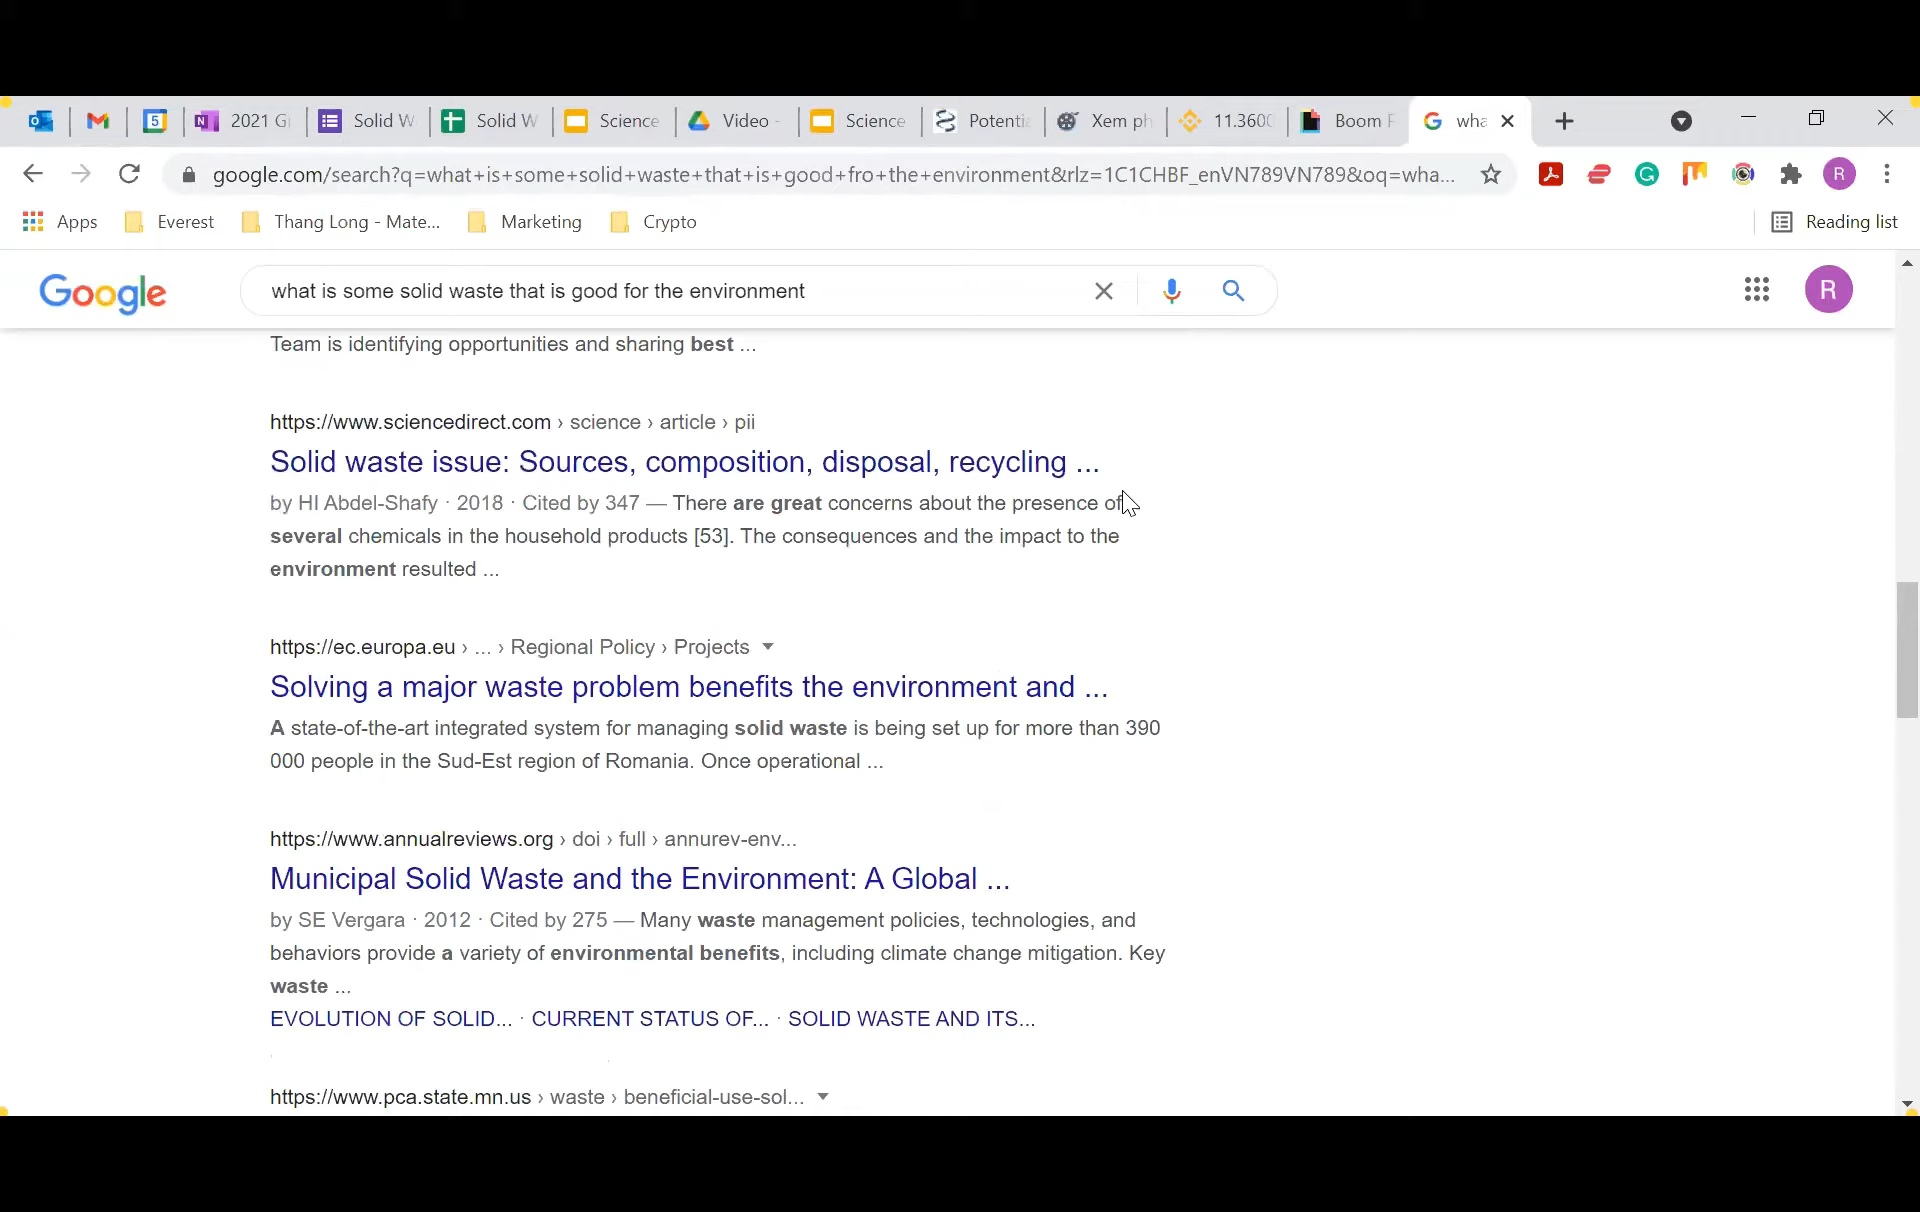 5
2021 G
Solid W
Solid W
Science
Video -
Science
Potentia
Xem ph
11.3600
Boom F
wha
google.com/search?q=what+is+some+solid+waste+that+is+good+fro+the+environment&rlz=1C1CHBF_enVN789VN789&oq=wha...
R
Apps
Everest
Thang Long - Mate...
Marketing
Crypto
Reading list
Google
what is some solid waste that is good for the environment
R
Team is identifying opportunities and sharing best ...
https://www.sciencedirect.com › science › article › pii
Solid waste issue: Sources, composition, disposal, recycling ...
by HI Abdel-Shafy · 2018 · Cited by 347 — There are great concerns about the presence of
several chemicals in the household products [53]. The consequences and the impact to the
environment resulted ...
https://ec.europa.eu › ... › Regional Policy › Projects
Solving a major waste problem benefits the environment and ...
A state-of-the-art integrated system for managing solid waste is being set up for more than 390
000 people in the Sud-Est region of Romania. Once operational ...
https://www.annualreviews.org › doi › full › annurev-env...
Municipal Solid Waste and the Environment: A Global ...
by SE Vergara · 2012 · Cited by 275 — Many waste management policies, technologies, and
behaviors provide a variety of environmental benefits, including climate change mitigation. Key
waste ...
EVOLUTION OF SOLID... · CURRENT STATUS OF... · SOLID WASTE AND ITS...
https://www.pca.state.mn.us › waste › beneficial-use-sol...